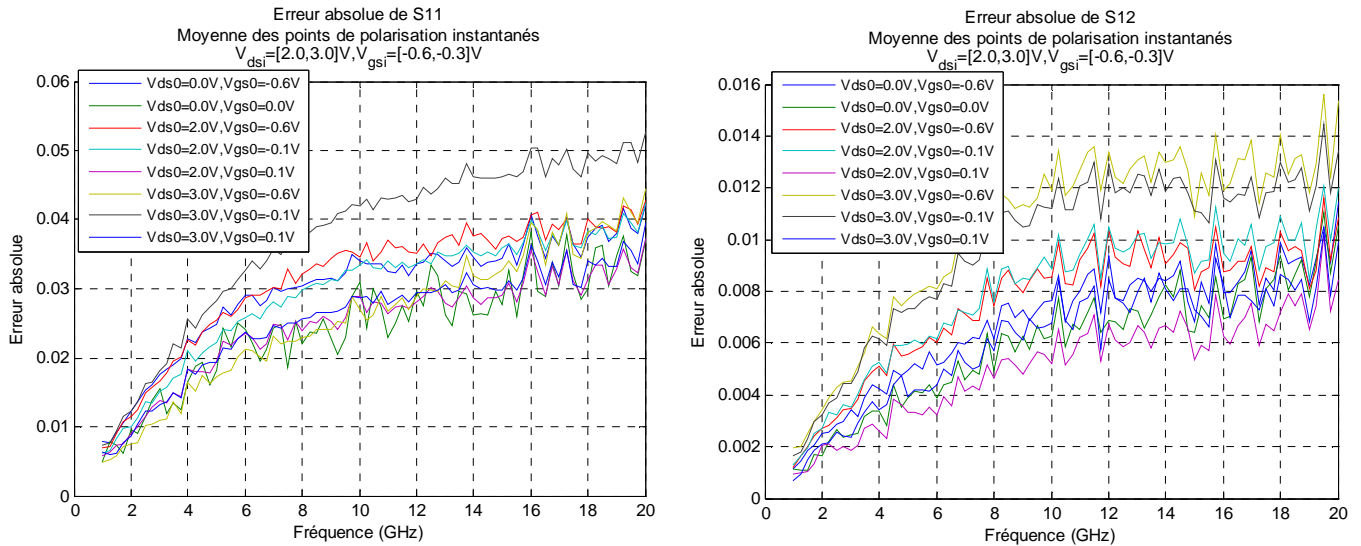 Erreur absolue de S11
Moyenne des points de polarisation instantanés
Vdsi=[2.0,3.0]V,Vgsi=[-0.6,-0.3]V
0.06
0.05
0.04
0.03
0.02
0.01
0
Erreur absolue
Vds0=0.0V,Vgs0=-0.6V
Vds0=0.0V,Vgs0=0.0V
Vds0=2.0V,Vgs0=-0.6V
Vds0=2.0V,Vgs0=-0.1V
Vds0=2.0V,Vgs0=0.1V
Vds0=3.0V,Vgs0=-0.6V
Vds0=3.0V,Vgs0=-0.1V
Vds0=3.0V,Vgs0=0.1V
0 2 4 6 8 10 12 14 16 18 20
Fréquence (GHz)
Erreur absolue de S12
Moyenne des points de polarisation instantanés
Vdsi=[2.0,3.0]V,Vgsi=[-0.6,-0.3]V
0.016
0.014
0.012
0.01
0.008
0.006
0.004
0.002
0
Erreur absolue
Vds0=0.0V,Vgs0=-0.6V
Vds0=0.0V,Vgs0=0.0V
Vds0=2.0V,Vgs0=-0.6V
Vds0=2.0V,Vgs0=-0.1V
Vds0=2.0V,Vgs0=0.1V
Vds0=3.0V,Vgs0=-0.6V
Vds0=3.0V,Vgs0=-0.1V
Vds0=3.0V,Vgs0=0.1V
0 2 4 6 8 10 12 14 16 18 20
Fréquence (GHz)